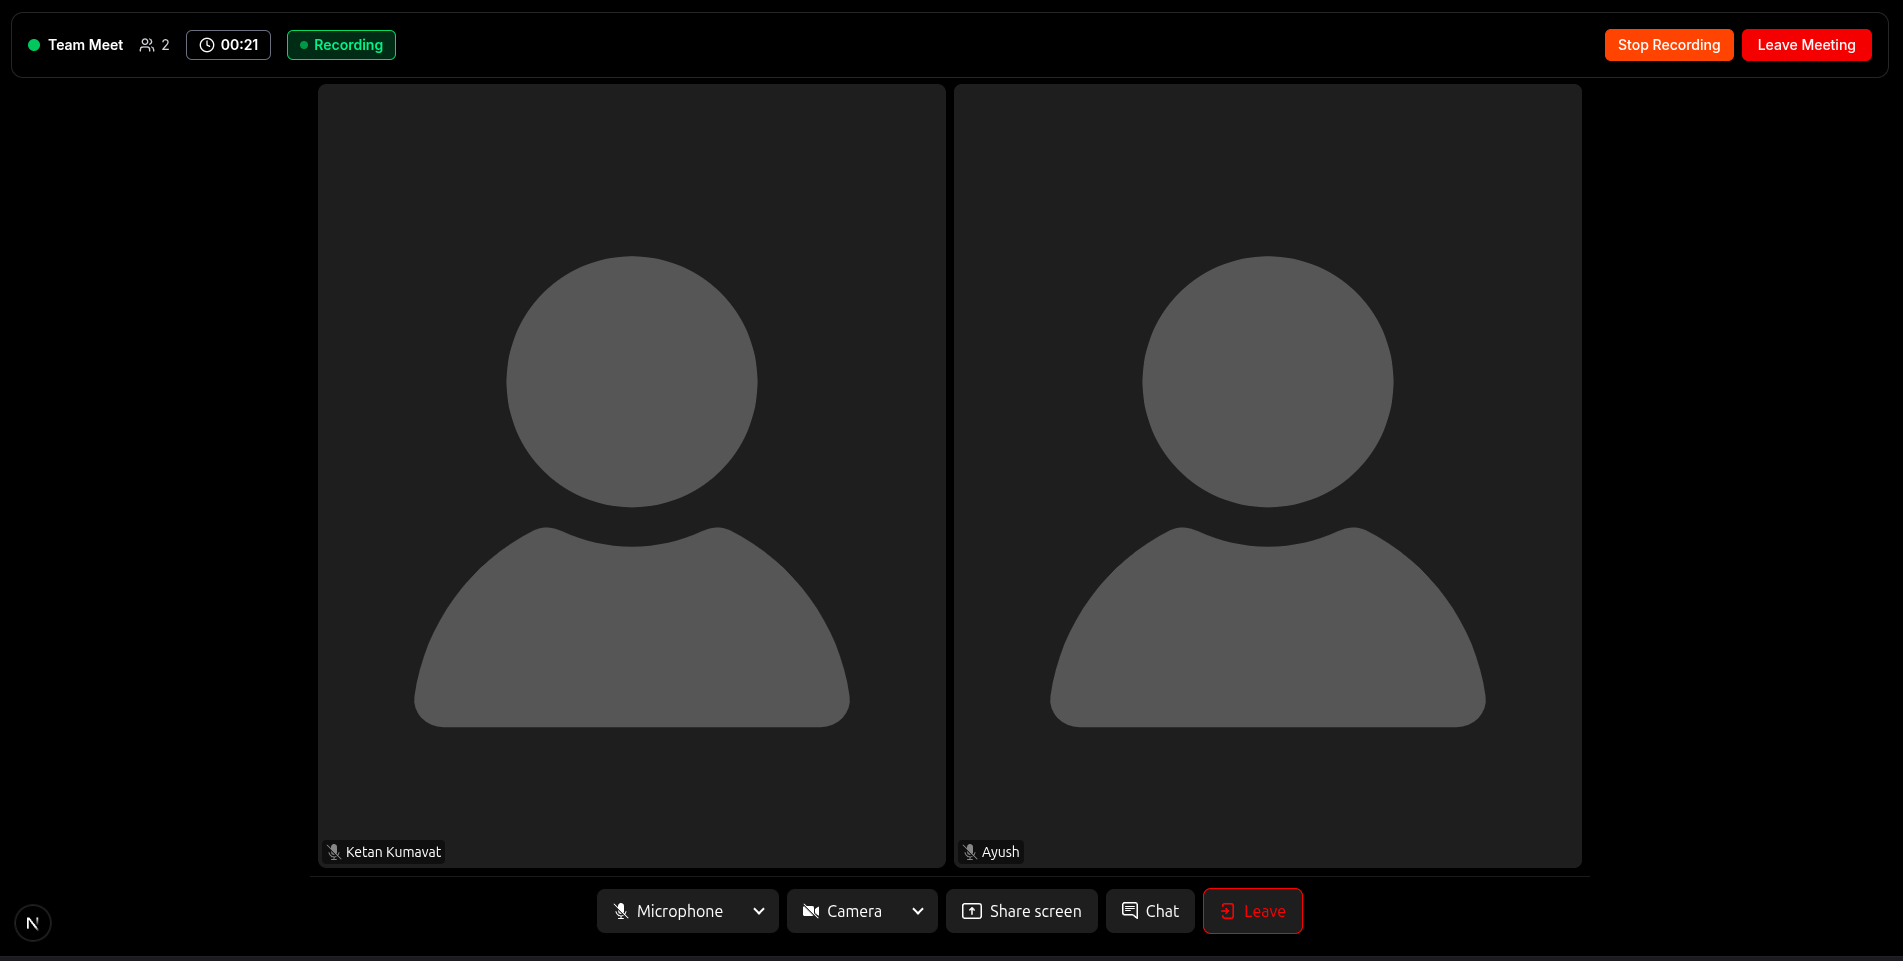 Team Meet 2 00:21 Recording Stop Recording Leave Meeting
Ketan Kumavat Ayush
Microphone Camera Share screen Chat Leave
N